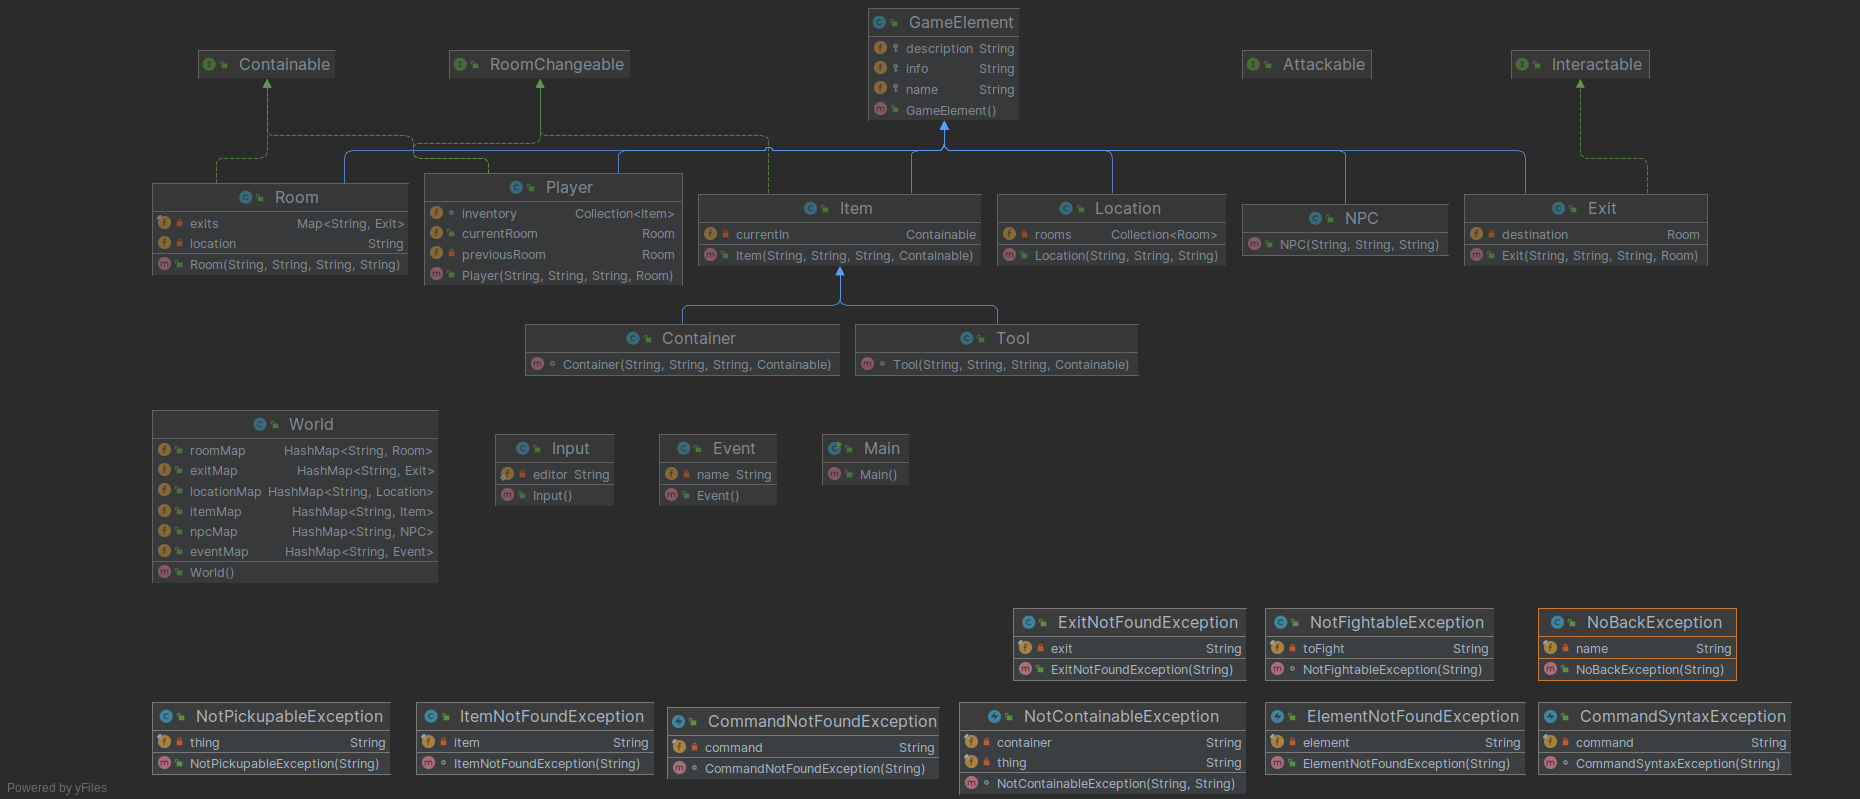 GameElement
description String
info String
name String
GameElement()
Containable
RoomChangeable
Attackable
Interactable
Room
exits Map<String, Exit>
location String
Room(String, String, String, String)
Player
inventory Collection<Item>
currentRoom Room
previousRoom Room
Player(String, String, String, Room)
Item
currentIn Containable
Item(String, String, String, Containable)
Location
rooms Collection<Room>
Location(String, String, String)
NPC
NPC(String, String, String)
Exit
destination Room
Exit(String, String, String, Room)
Container
Container(String, String, String, Containable)
Tool
Tool(String, String, String, Containable)
World
roomMap HashMap<String, Room>
exitMap HashMap<String, Exit>
locationMap HashMap<String, Location>
itemMap HashMap<String, Item>
npcMap HashMap<String, NPC>
eventMap HashMap<String, Event>
World()
Input
editor String
Input()
Event
name String
Event()
Main
Main()
ExitNotFoundException
exit String
ExitNotFoundException(String)
NotFightableException
toFight String
NotFightableException(String)
NoBackException
name String
NoBackException(String)
NotPickupableException
thing String
NotPickupableException(String)
ItemNotFoundException
item String
ItemNotFoundException(String)
CommandNotFoundException
command String
CommandNotFoundException(String)
NotContainableException
container String
thing String
NotContainableException(String, String)
ElementNotFoundException
element String
ElementNotFoundException(String)
CommandSyntaxException
command String
CommandSyntaxException(String)
Powered by yFiles